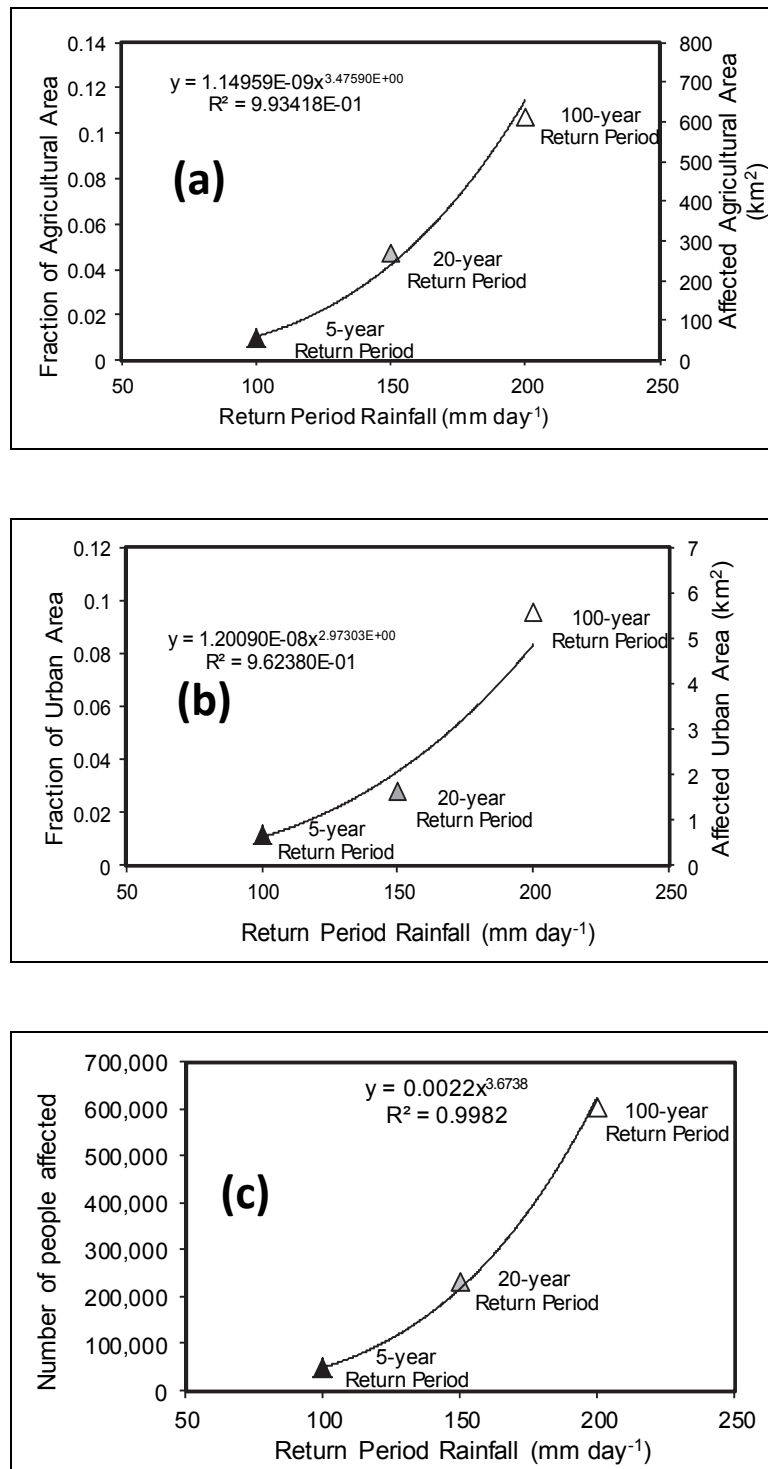 0.14
0.12
0.1
0.08
0.06
0.04
0.02
0
Fraction of Agricultural Area
y = 1.14959E-09x^3.47590E+00
R² = 9.93418E-01
(a)
100-year
Return Period
20-year
Return Period
5-year
Return Period
800
700
600
500
400
300
200
100
0
Affected Agricultural Area
(km²)
50 100 150 200 250
Return Period Rainfall (mm day⁻¹)
0.12
0.1
0.08
0.06
0.04
0.02
0
Fraction of Urban Area
y = 1.20090E-08x^2.97303E+00
R² = 9.62380E-01
(b)
100-year
Return Period
20-year
Return Period
5-year
Return Period
7
6
5
4
3
2
1
0
Affected Urban Area (km²)
50 100 150 200 250
Return Period Rainfall (mm day⁻¹)
700,000
600,000
500,000
400,000
300,000
200,000
100,000
0
Number of people affected
y = 0.0022x^3.6738
R² = 0.9982
(c)
100-year
Return Period
20-year
Return Period
5-year
Return Period
50 100 150 200 250
Return Period Rainfall (mm day⁻¹)